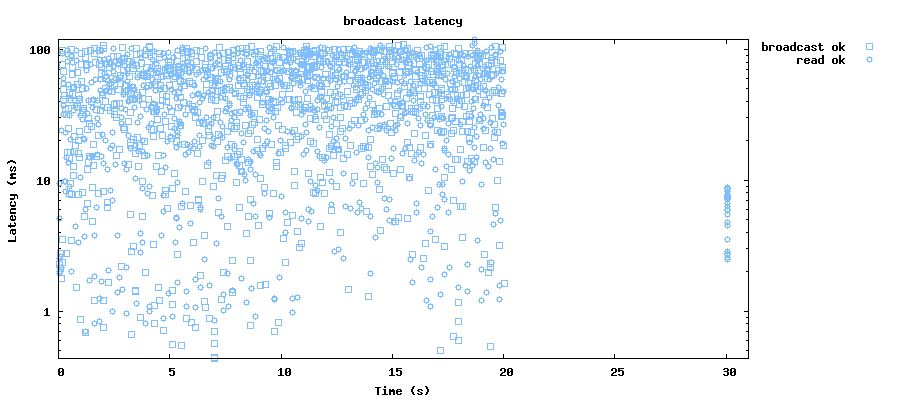 broadcast latency
broadcast ok
read ok
100
10
1
Latency (ms)
0 5 10 15 20 25 30
Time (s)